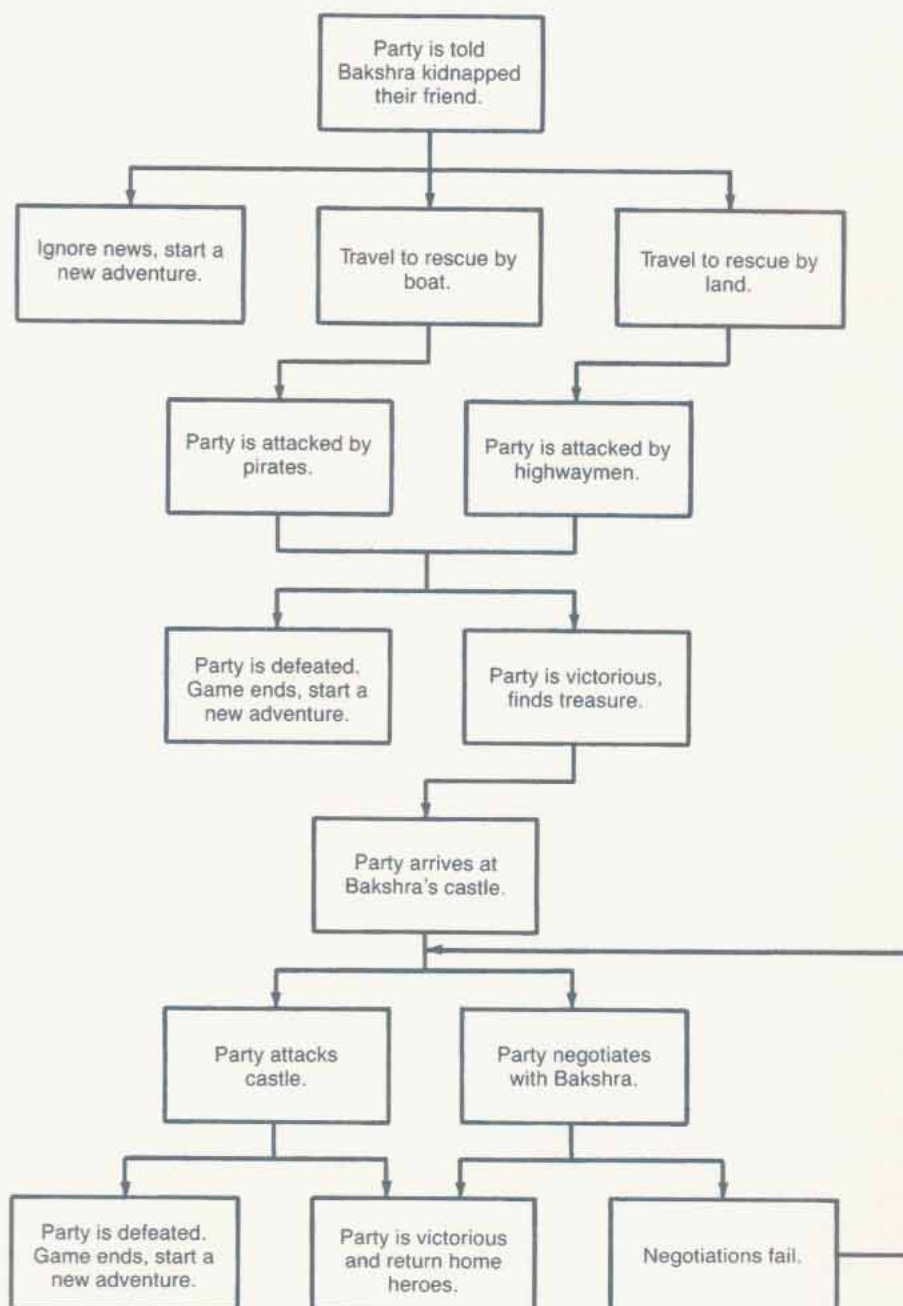 Party is told
Bakshra kidnapped
their friend.
Ignore news, start a
new adventure.
Travel to rescue by
boat.
Travel to rescue by
land.
Party is attacked by
pirates.
Party is attacked by
highwaymen.
Party is defeated.
Game ends, start a
new adventure.
Party is victorious,
finds treasure.
Party arrives at
Bakshra's castle.
Party attacks
castle.
Party negotiates
with Bakshra.
Party is defeated.
Game ends, start a
new adventure.
Party is victorious
and return home
heroes.
Negotiations fail.